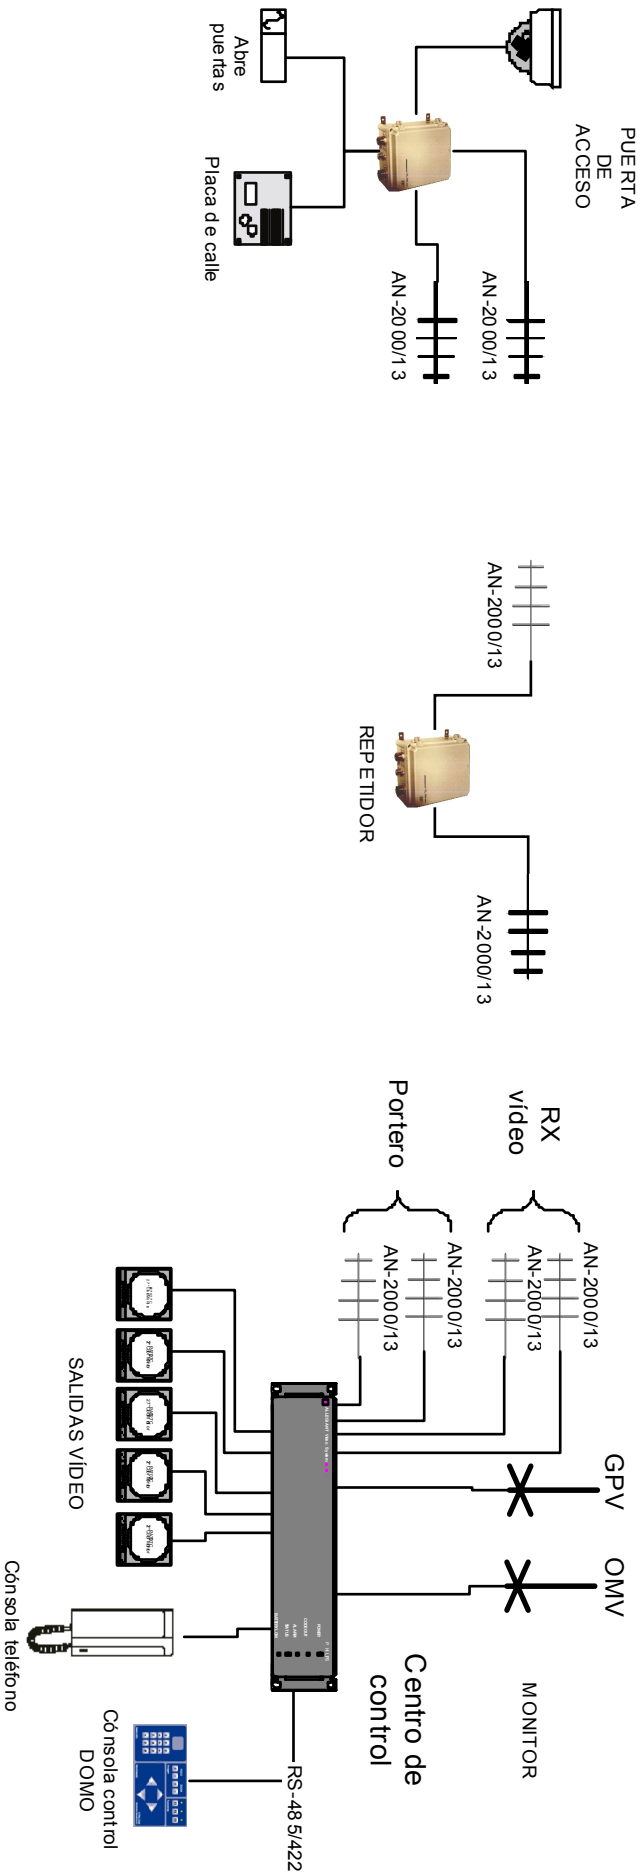 PUERTA
DE
ACCESO
Abre
puertas
Placa de calle
AN-2000/13
AN-2000/13
AN-2000/13
REPETIDOR
AN-2000/13
RX
vídeo
Portero
AN-2000/13
AN-2000/13
AN-2000/13
AN-2000/13
GPV
OMV
MONITOR
Centro de
control
SALIDAS VÍDEO
Cónsola teléfono
RS-485/422
Cónsola control
DOMO